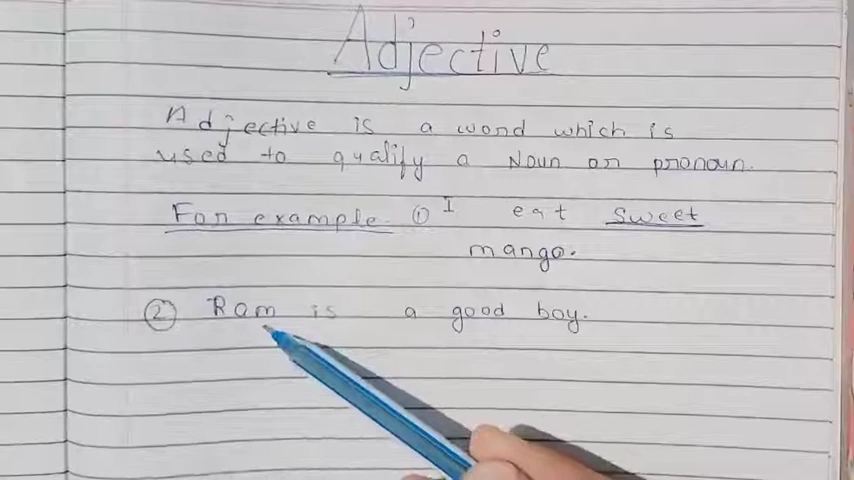 Adjective
Adjective is a word which is
used to qualify a Noun or pronoun.
For example. ① I eat sweet
mango.
② Ram is a good boy.